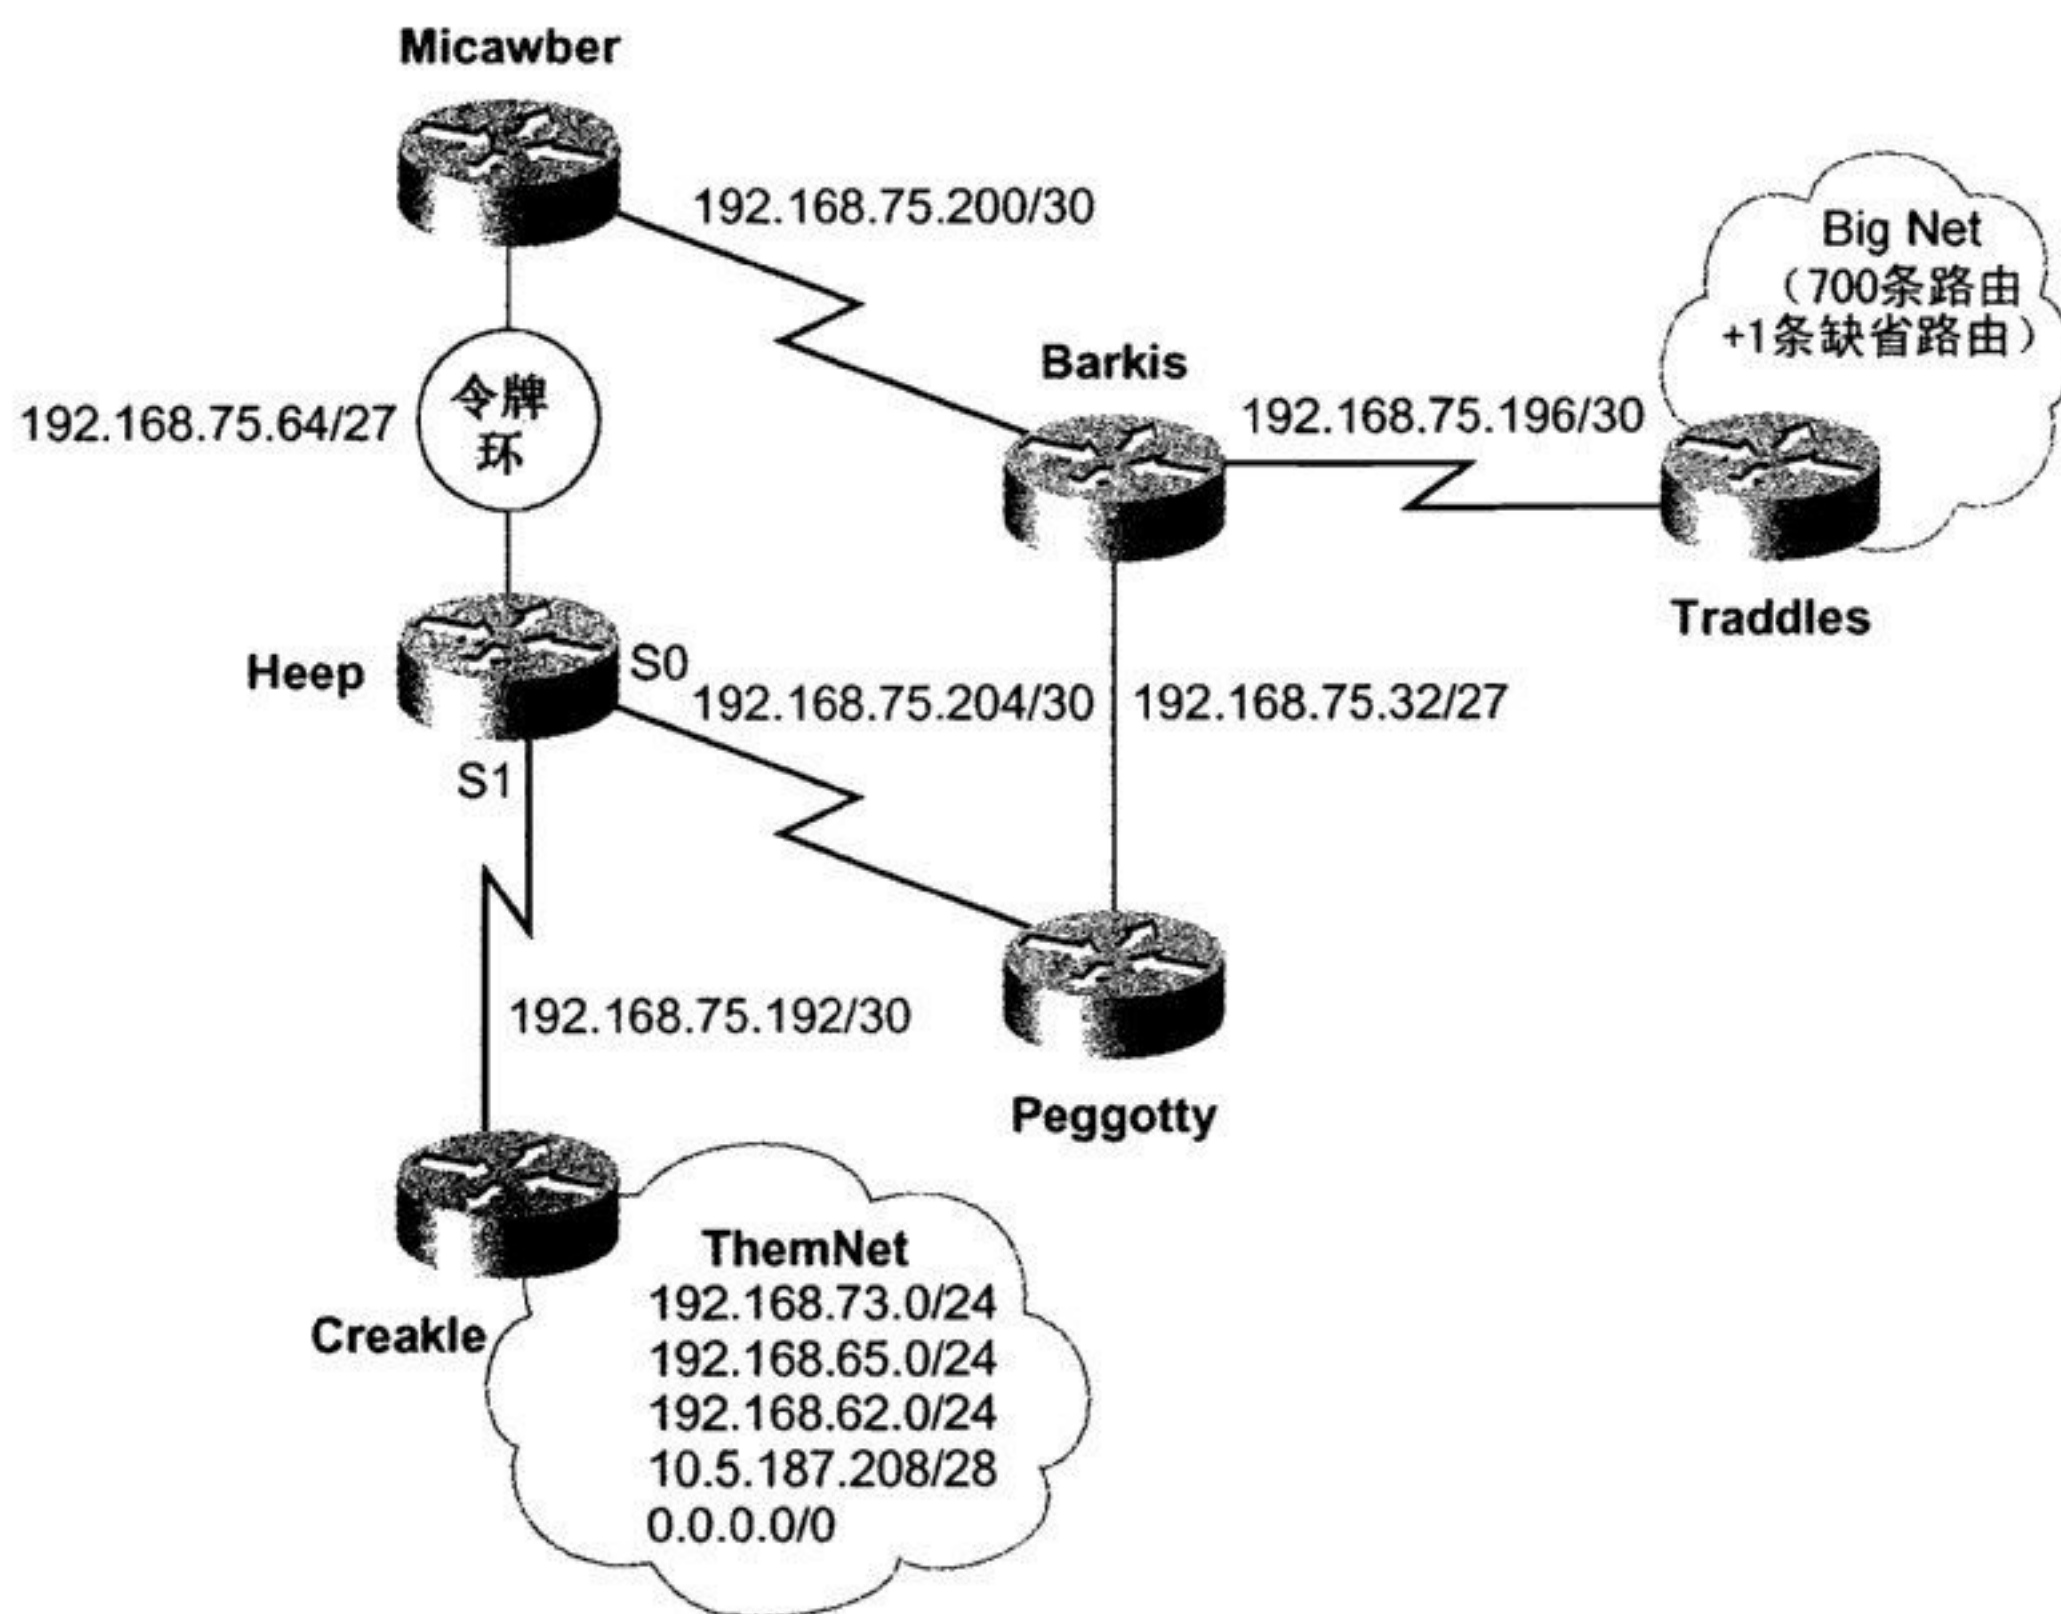 Micawber
192.168.75.200/30
Big Net
（700条路由
+1条缺省路由）
Barkis
192.168.75.196/30
令牌
环
192.168.75.64/27
Traddles
Heep
S0
192.168.75.204/30
192.168.75.32/27
S1
192.168.75.192/30
Peggotty
Creakle
ThemNet
192.168.73.0/24
192.168.65.0/24
192.168.62.0/24
10.5.187.208/28
0.0.0.0/0